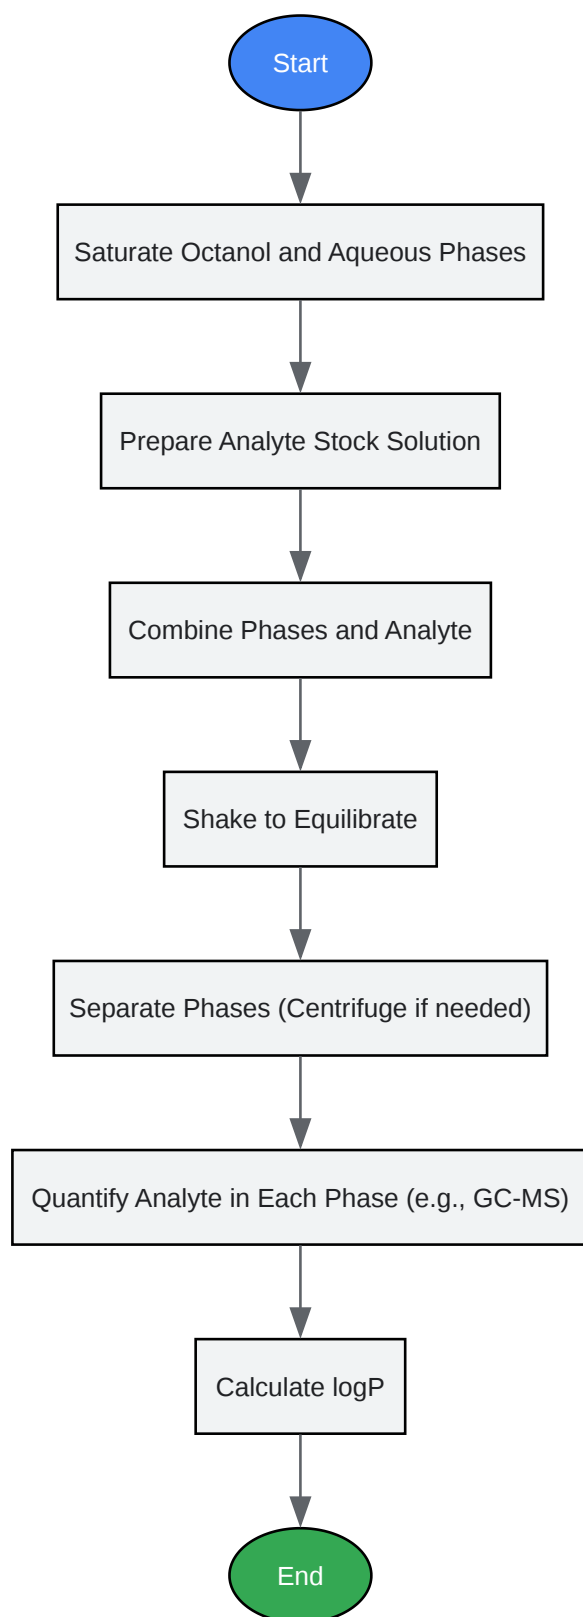 Start
Saturate Octanol and Aqueous Phases
Prepare Analyte Stock Solution
Combine Phases and Analyte
Shake to Equilibrate
Separate Phases (Centrifuge if needed)
Quantify Analyte in Each Phase (e.g., GC-MS)
Calculate logP
End